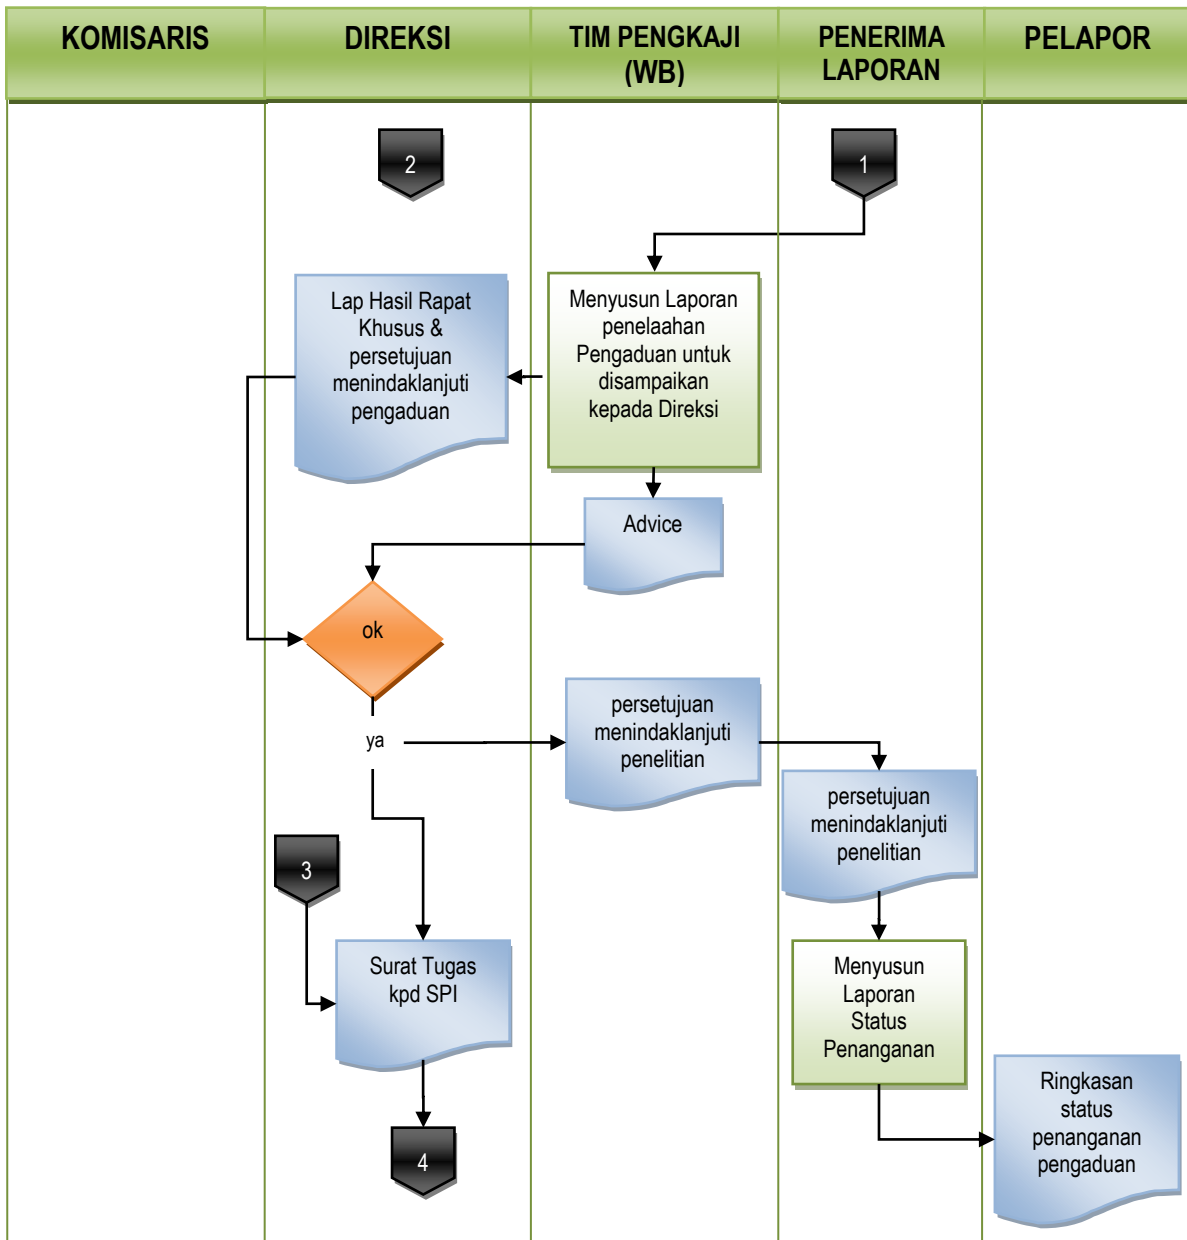 KOMISARIS
DIREKSI
TIM PENGKAJI
(WB)
PENERIMA
LAPORAN
PELAPOR
2
1
Lap Hasil Rapat
Khusus &
persetujuan
menindaklanjuti
pengaduan
Menyusun Laporan
penelaahan
Pengaduan untuk
disampaikan
kepada Direksi
Advice
ok
ya
persetujuan
menindaklanjuti
penelitian
persetujuan
menindaklanjuti
penelitian
3
Surat Tugas
kpd SPI
Menyusun
Laporan
Status
Penanganan
Ringkasan
status
penanganan
pengaduan
4